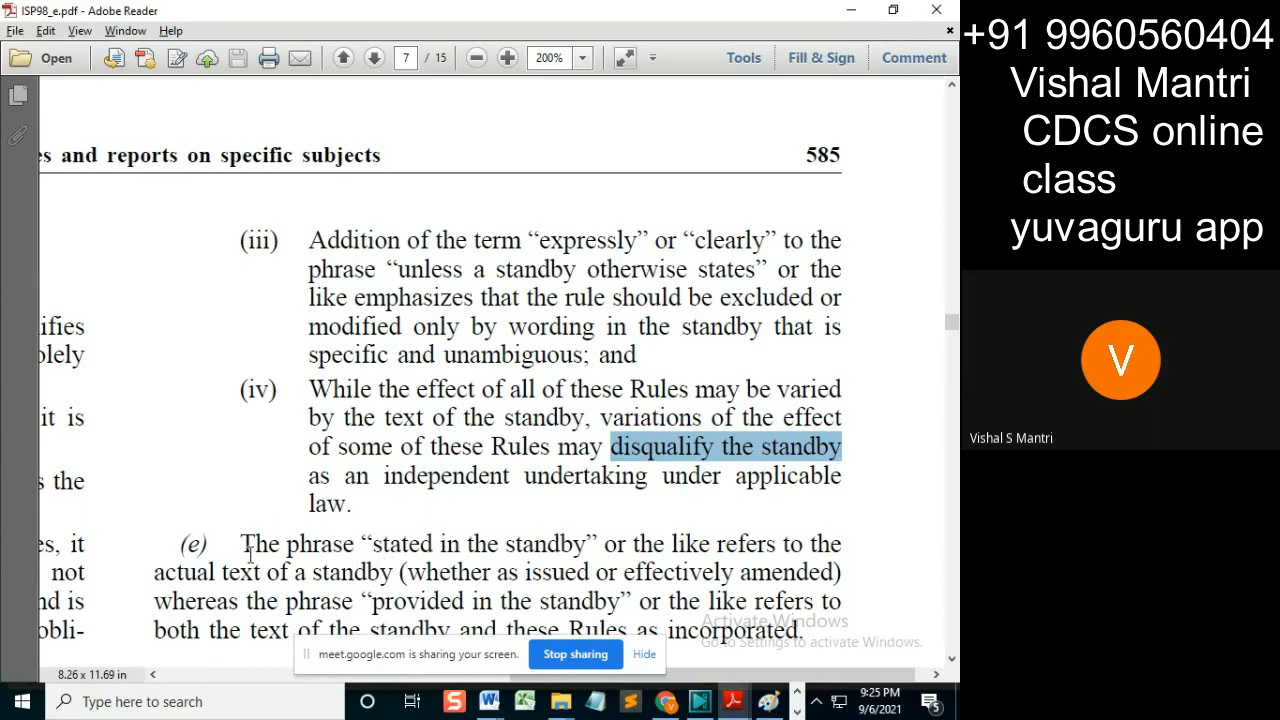 ISP98_e.pdf - Adobe Reader
File Edit View Window Help
Open 7 / 15 200% Tools Fill & Sign Comment
es and reports on specific subjects 585
(iii) Addition of the term “expressly” or “clearly” to the
phrase “unless a standby otherwise states” or the
like emphasizes that the rule should be excluded or
modified only by wording in the standby that is
specific and unambiguous; and
(iv) While the effect of all of these Rules may be varied
by the text of the standby, variations of the effect
of some of these Rules may disqualify the standby
as an independent undertaking under applicable
law.
(e) The phrase “stated in the standby” or the like refers to the
actual text of a standby (whether as issued or effectively amended)
whereas the phrase “provided in the standby” or the like refers to
both the text of the standby and these Rules as incorporated.
ifies
olely
it is
s the
es, it
not
nd is
obli-
Activate Windows
Go to Settings to activate Windows.
meet.google.com is sharing your screen. Stop sharing Hide
8.26 x 11.69 in
Type here to search
9:25 PM
9/6/2021
5
+91 9960560404
Vishal Mantri
CDCS online
class
yuvaguru app
V
Vishal S Mantri